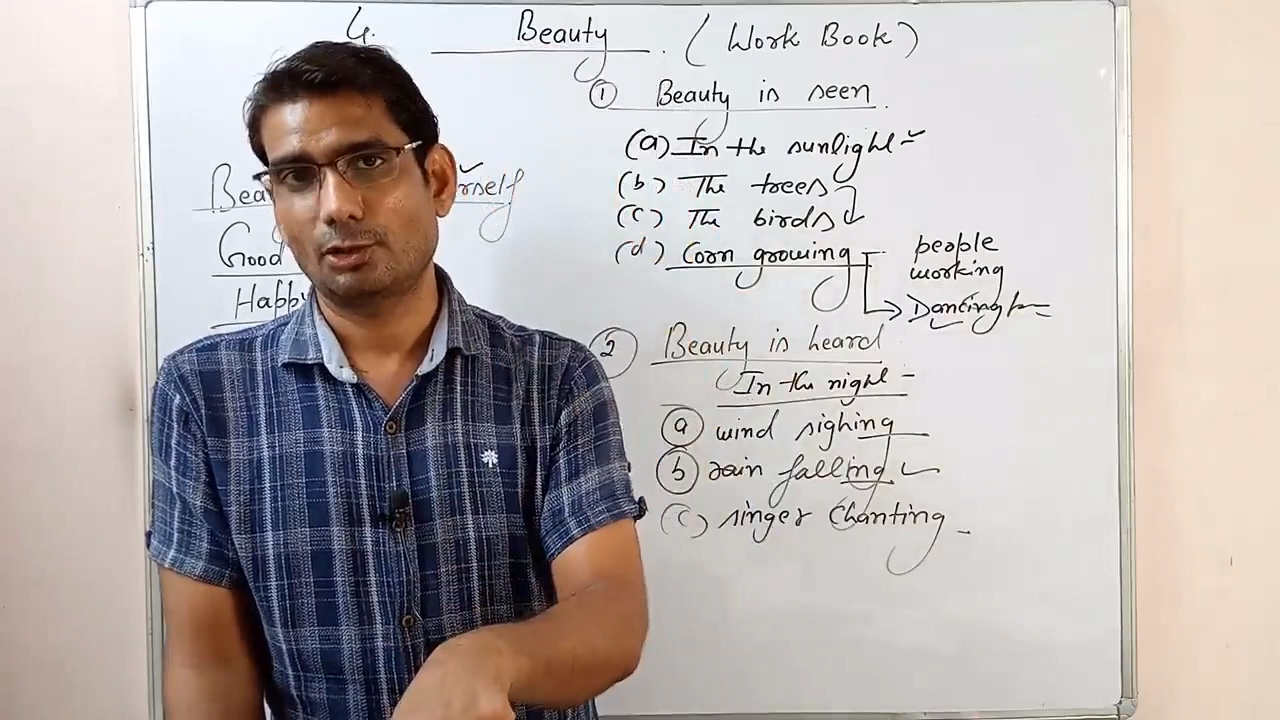 4. Beauty. (Work Book)
① Beauty is seen.
(a) In the sunlight
(b) The trees
(c) The birds
(d) Corn growing
people
working
Dancing
② Beauty is heard
In the night
ⓐ wind sighing
ⓑ rain falling
(c) singer Chanting
Good